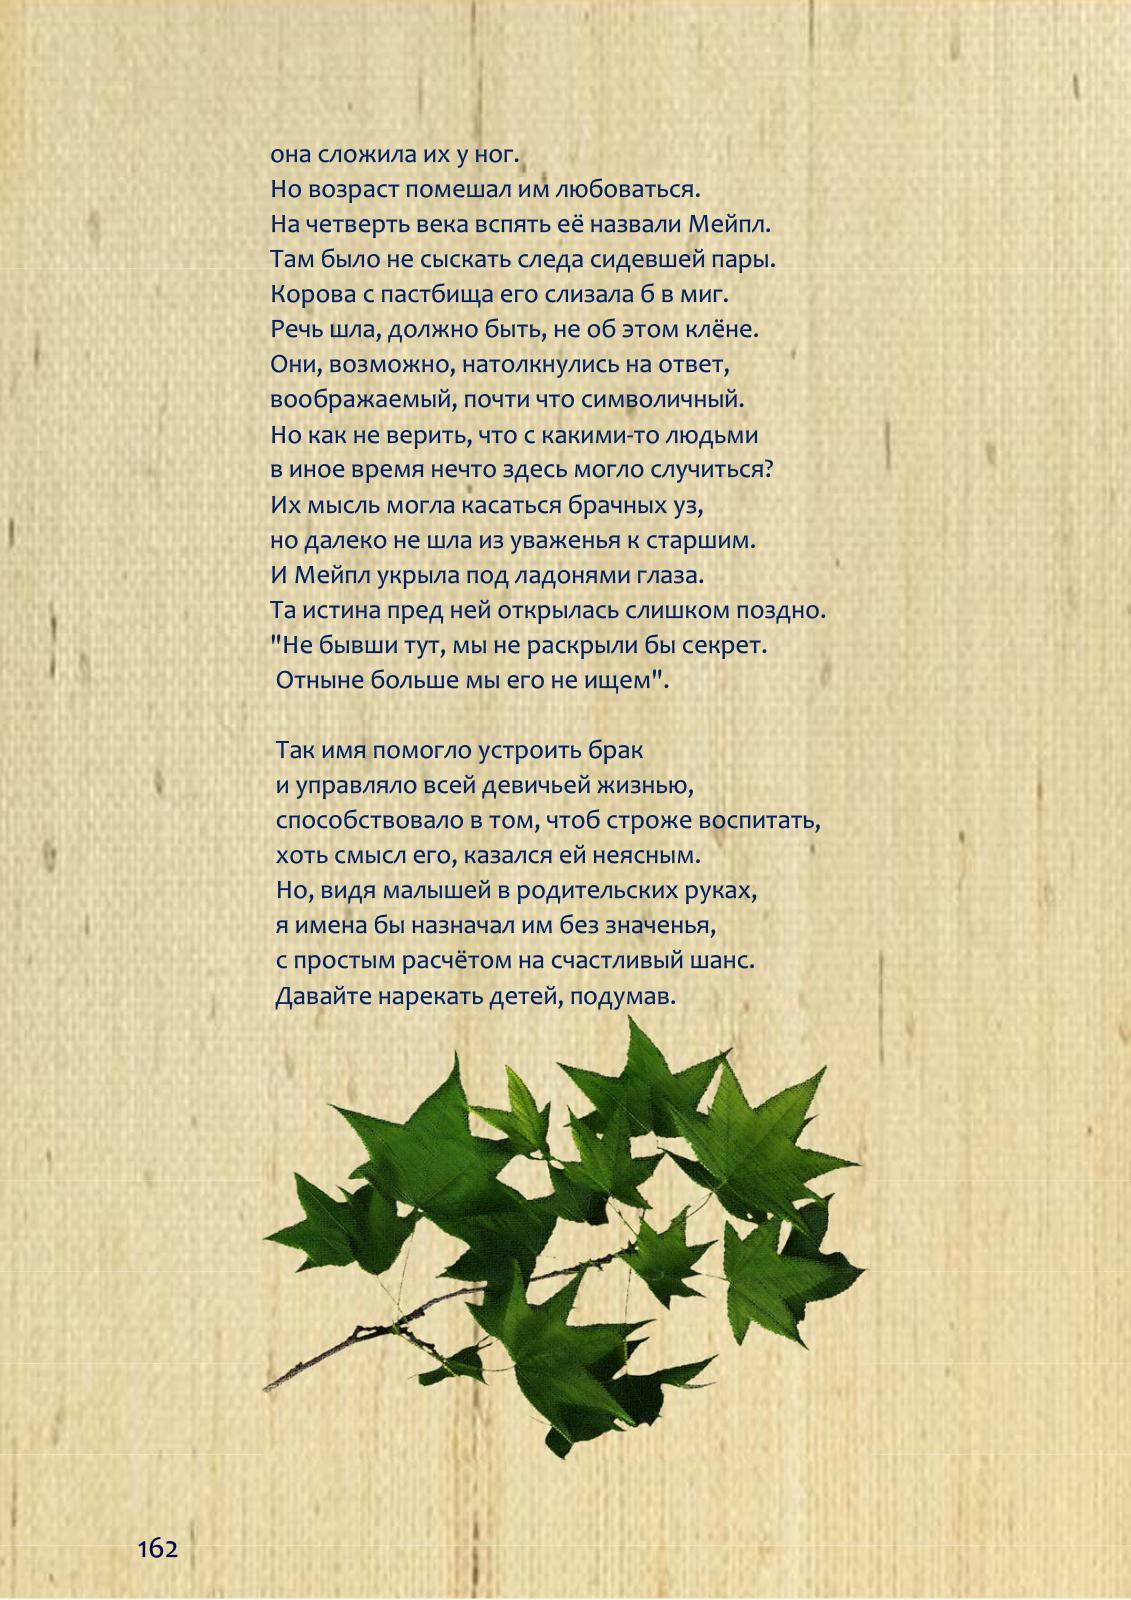 она сложила их у ног.
Но возраст помешал им любоваться.
На четверть века вспять её назвали Мейпл.
Там было не сыскать следа сидевшей пары.
Корова с пастбища его слизала б в миг.
Речь шла, должно быть, не об этом клёне.
Они, возможно, натолкнулись на ответ,
воображаемый, почти что символичный.
Но как не верить, что с какими-то людьми
в иное время нечто здесь могло случиться?
Их мысль могла касаться брачных уз,
но далеко не шла из уваженья к старшим.
И Мейпл укрыла под ладонями глаза.
Та истина пред ней открылась слишком поздно.
"Не бывши тут, мы не раскрыли бы секрет.
Отныне больше мы его не ищем".

Так имя помогло устроить брак
и управляло всей девичьей жизнью,
способствовало в том, чтоб строже воспитать,
хоть смысл его, казался ей неясным.
Но, видя малышей в родительских руках,
я имена бы назначал им без значенья,
с простым расчётом на счастливый шанс.
Давайте нарекать детей, подумав.
162